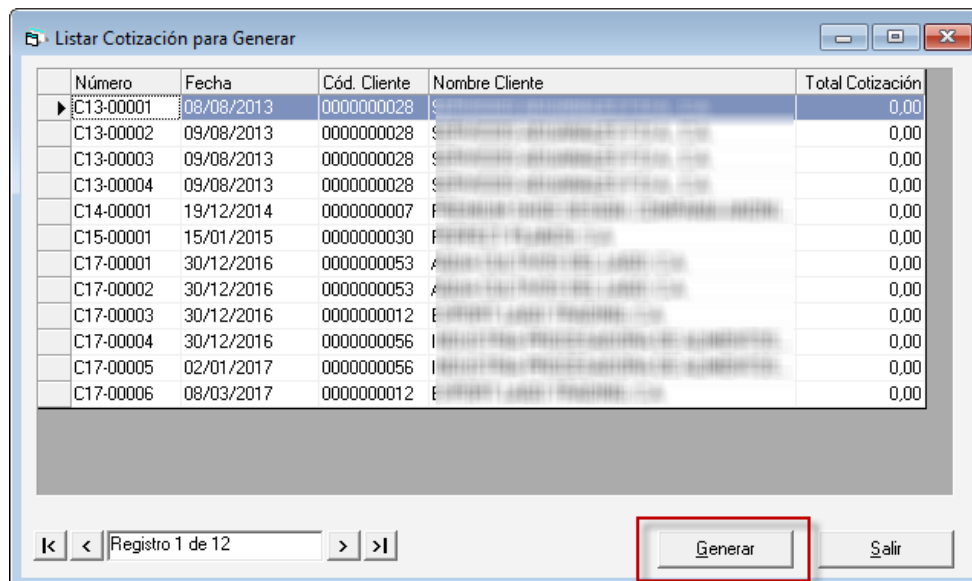 Listar Cotización para Generar
Número Fecha Cód. Cliente Nombre Cliente Total Cotización
C13-00001 08/08/2013 0000000028 0,00
C13-00002 09/08/2013 0000000028 0,00
C13-00003 09/08/2013 0000000028 0,00
C13-00004 09/08/2013 0000000028 0,00
C14-00001 19/12/2014 0000000007 0,00
C15-00001 15/01/2015 0000000030 0,00
C17-00001 30/12/2016 0000000053 0,00
C17-00002 30/12/2016 0000000053 0,00
C17-00003 30/12/2016 0000000012 0,00
C17-00004 30/12/2016 0000000056 0,00
C17-00005 02/01/2017 0000000056 0,00
C17-00006 08/03/2017 0000000012 0,00
Registro 1 de 12 Generar Salir